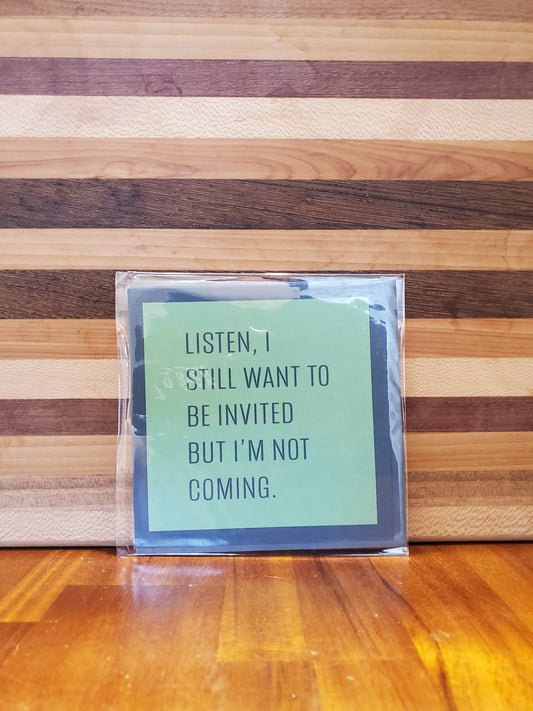 LISTEN, I
STILL WANT TO
BE INVITED
BUT I'M NOT
COMING.